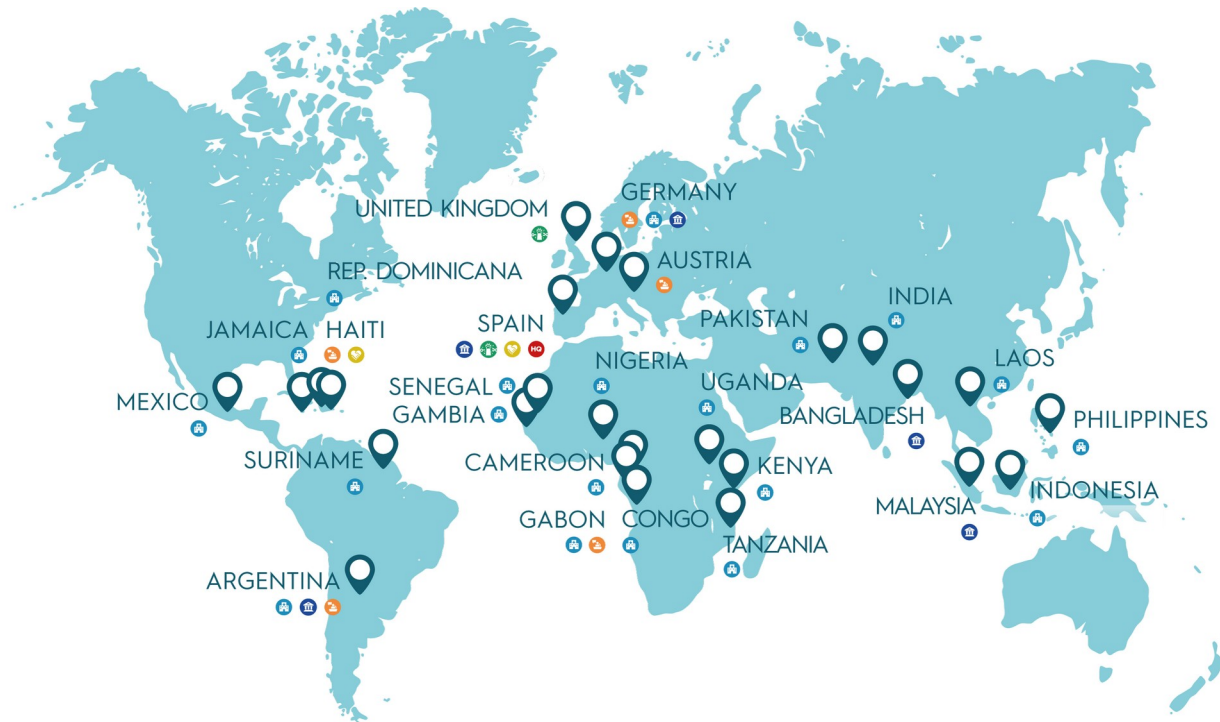 GERMANY
UNITED KINGDOM
AUSTRIA
REP. DOMINICANA
INDIA
PAKISTAN
JAMAICA HAITI
SPAIN
HQ
NIGERIA
LAOS
SENEGAL
UGANDA
MEXICO
GAMBIA
BANGLADESH
PHILIPPINES
SURINAME
CAMEROON
KENYA
INDONESIA
MALAYSIA
GABON CONGO
TANZANIA
ARGENTINA